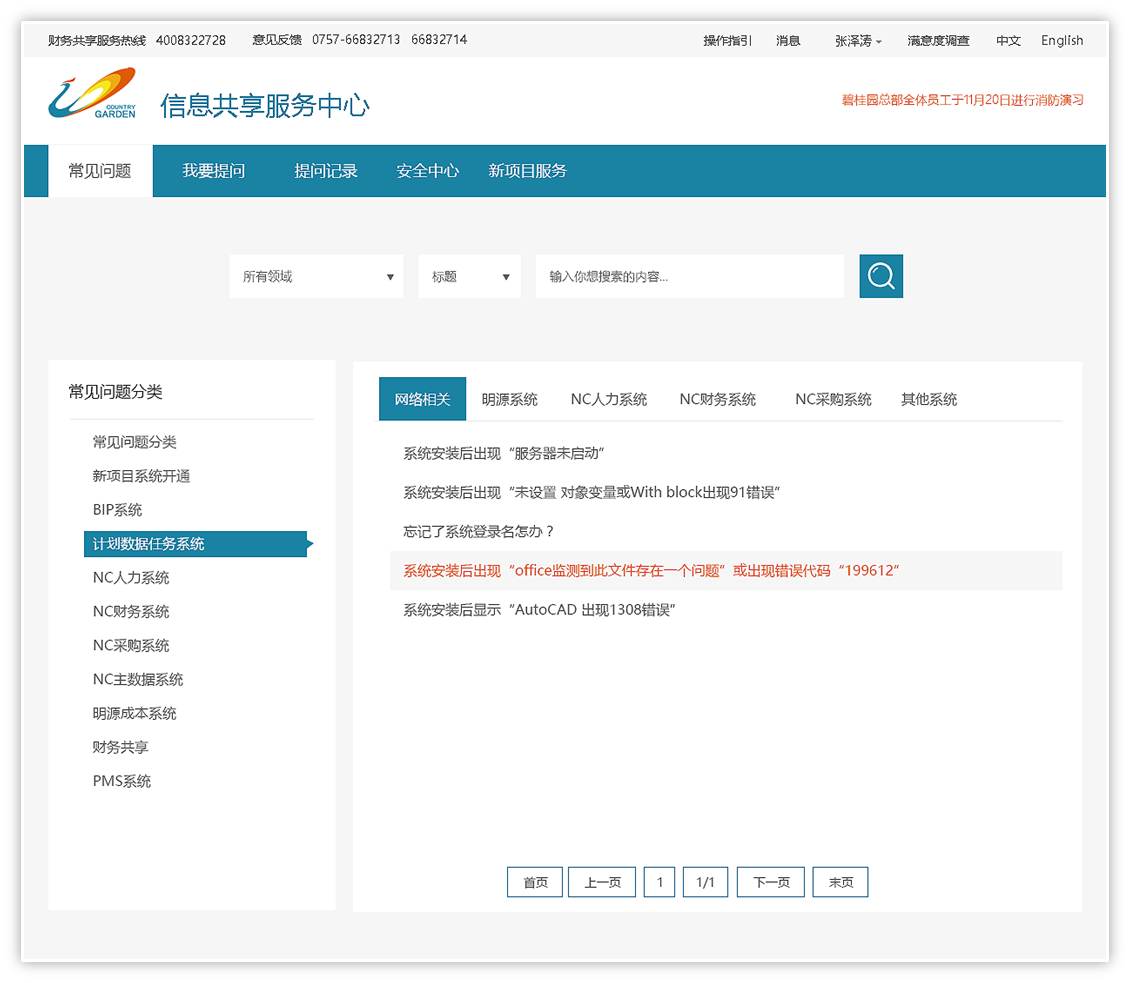 财务共享服务热线 4008322728 意见反馈 0757-66832713 66832714 操作指引 消息 张泽涛 满意度调查 中文 English
COUNTRY
GARDEN
信息共享服务中心
碧桂园总部全体员工于11月20日进行消防演习
常见问题 我要提问 提问记录 安全中心 新项目服务
所有领域 标题 输入你想搜索的内容...
常见问题分类
常见问题分类
新项目系统开通
BIP系统
计划数据任务系统
NC人力系统
NC财务系统
NC采购系统
NC主数据系统
明源成本系统
财务共享
PMS系统
网络相关 明源系统 NC人力系统 NC财务系统 NC采购系统 其他系统
系统安装后出现“服务器未启动”
系统安装后出现“未设置 对象变量或With block出现91错误”
忘记了系统登录名怎办？
系统安装后出现“office监测到此文件存在一个问题”或出现错误代码“199612”
系统安装后显示“AutoCAD 出现1308错误”
首页 上一页 1 1/1 下一页 末页